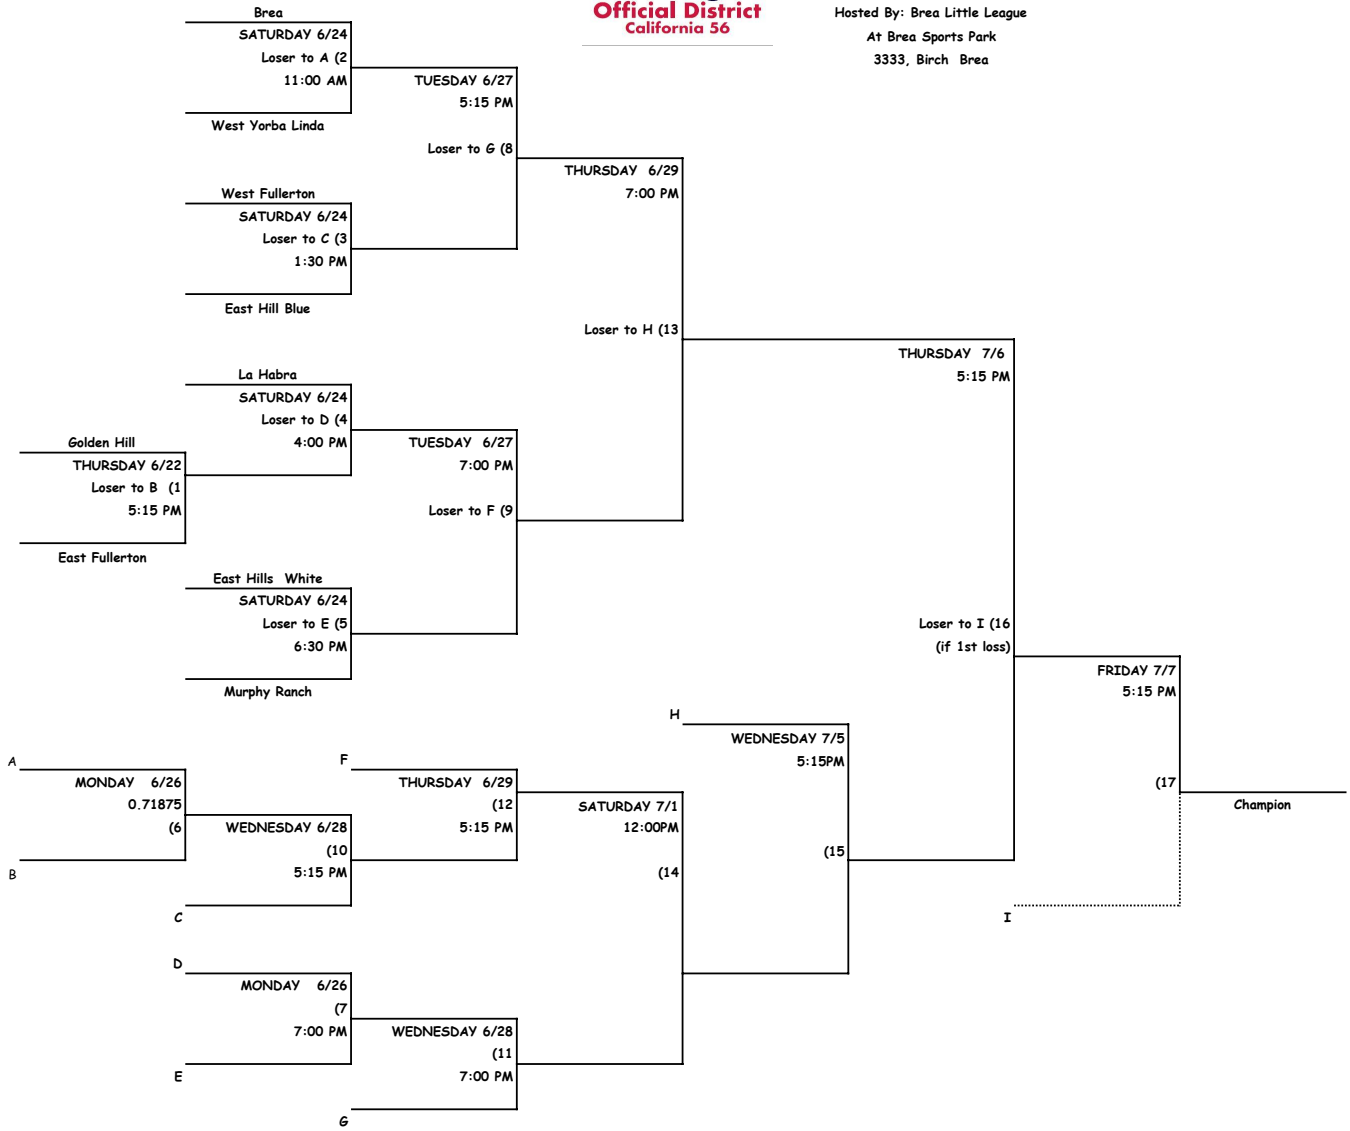 Brea
Official District
California 56
Hosted By: Brea Little League
At Brea Sports Park
3333, Birch Brea
SATURDAY 6/24
Loser to A (2
11:00 AM
West Yorba Linda
TUESDAY 6/27
5:15 PM
Loser to G (8
THURSDAY 6/29
7:00 PM
West Fullerton
SATURDAY 6/24
Loser to C (3
1:30 PM
East Hill Blue
Loser to H (13
THURSDAY 7/6
5:15 PM
La Habra
SATURDAY 6/24
Loser to D (4
4:00 PM
Golden Hill
THURSDAY 6/22
Loser to B (1
5:15 PM
East Fullerton
TUESDAY 6/27
7:00 PM
Loser to F (9
East Hills White
SATURDAY 6/24
Loser to E (5
6:30 PM
Murphy Ranch
Loser to I (16
(if 1st loss)
FRIDAY 7/7
5:15 PM
(17
Champion
I
H
WEDNESDAY 7/5
5:15PM
(15
A
MONDAY 6/26
0.71875
(6
B
WEDNESDAY 6/28
(10
5:15 PM
C
F
THURSDAY 6/29
(12
5:15 PM
SATURDAY 7/1
12:00PM
(14
D
MONDAY 6/26
(7
7:00 PM
E
WEDNESDAY 6/28
(11
7:00 PM
G